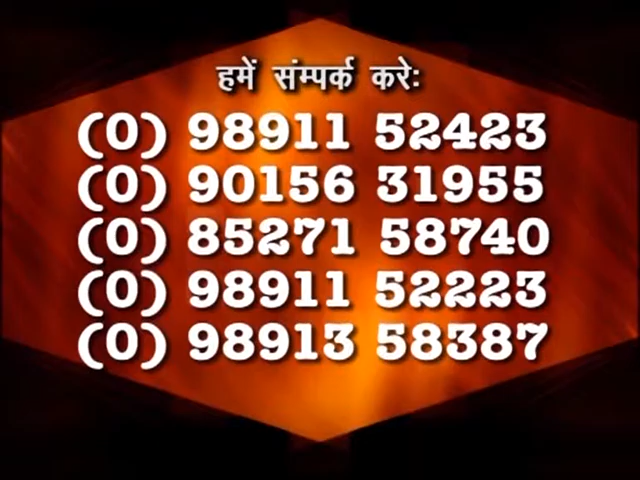 हमें संम्पर्क करे:
(0) 98911 52423
(0) 90156 31955
(0) 85271 58740
(0) 98911 52223
(0) 98913 58387